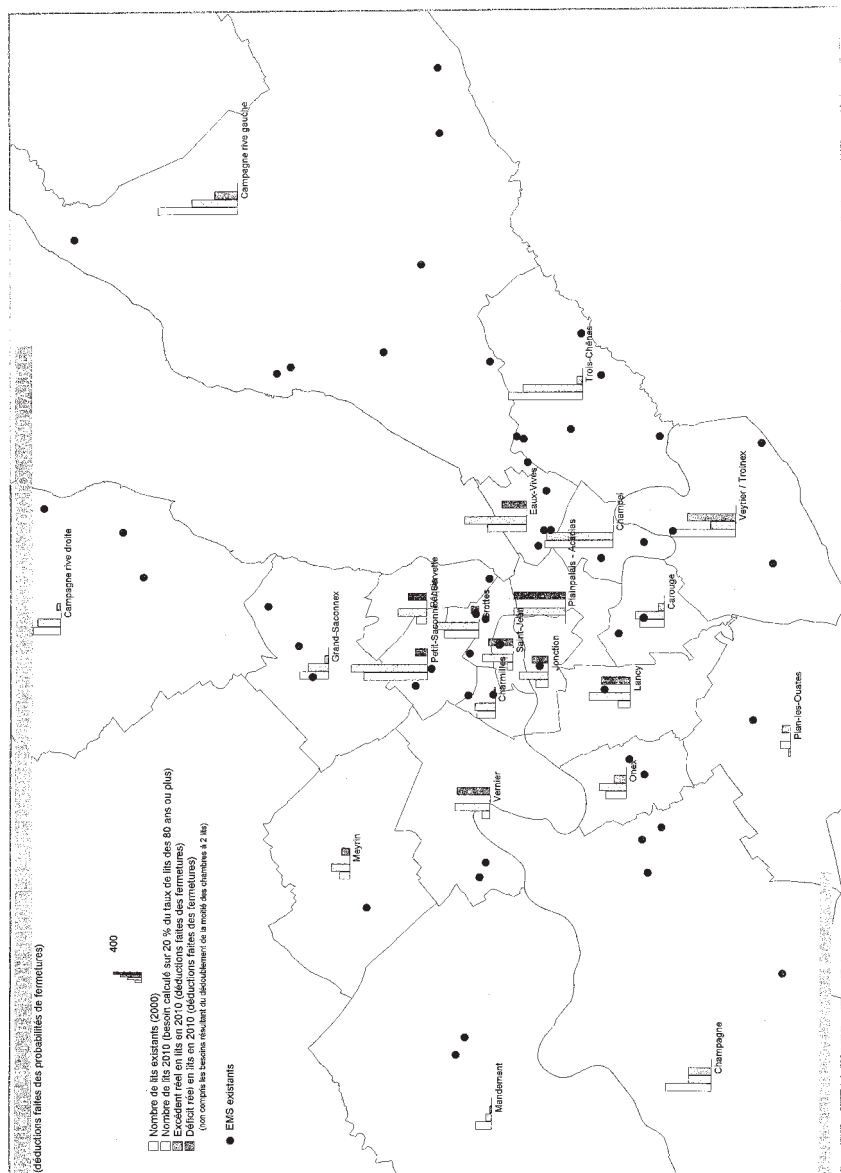 (déductions faites des probabilités de fermetures)
400
Nombre de lits existants (2000)
Nombre de lits 2010 (besoin calculé sur 20 % du taux de lits des 80 ans ou plus)
Excédent réel en lits en 2010 (déductions faites des fermetures)
Déficit réel en lits en 2010 (déductions faites des fermetures)
(non compris les besoins résultant du dédoublement de la moitié des chambres à 2 lits)
EMS existants
Campagne rive droite
Campagne rive gauche
Grand-Saconnex
Meyrin
Petit-Saconnex
Servette
Grottes
Eaux-Vives
Charmilles
Saint-Jean
Vernier
Mandement
Jonction
Plainpalais - Acacias
Trois-Chênes
Champel
Onex
Lancy
Carouge
Champagne
Veyrier / Troinex
Plan-les-Ouates